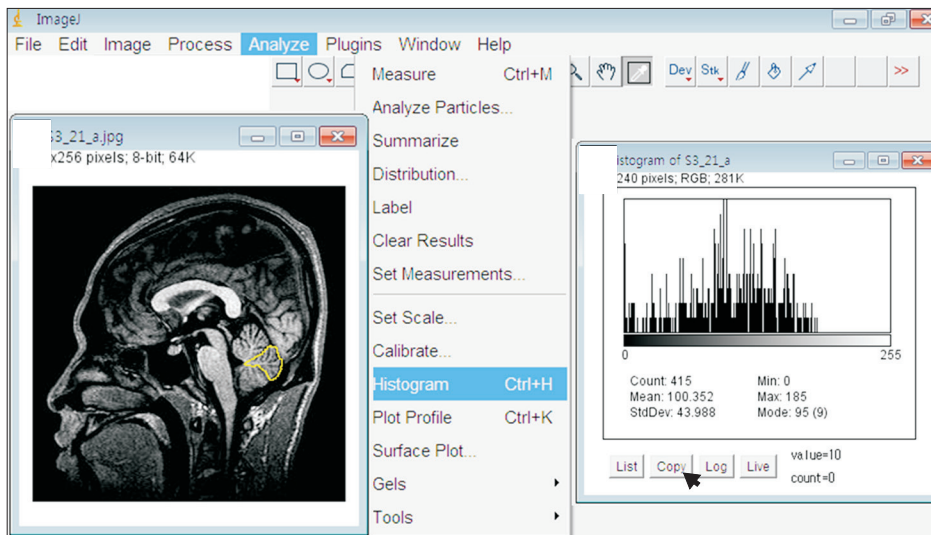 ImageJ
File Edit Image Process Analyze Plugins Window Help
Dev Stk >>
S3_21_a.jpg
x256 pixels; 8-bit; 64K
Measure Ctrl+M
Analyze Particles...
Summarize
Distribution...
Label
Clear Results
Set Measurements...
Set Scale...
Calibrate...
Histogram Ctrl+H
Plot Profile Ctrl+K
Surface Plot...
Gels
Tools
istogram of S3_21_a
240 pixels; RGB; 281K
0 255
Count: 415 Min: 0
Mean: 100.352 Max: 185
StdDev: 43.988 Mode: 95 (9)
List Copy Log Live
value=10
count=0